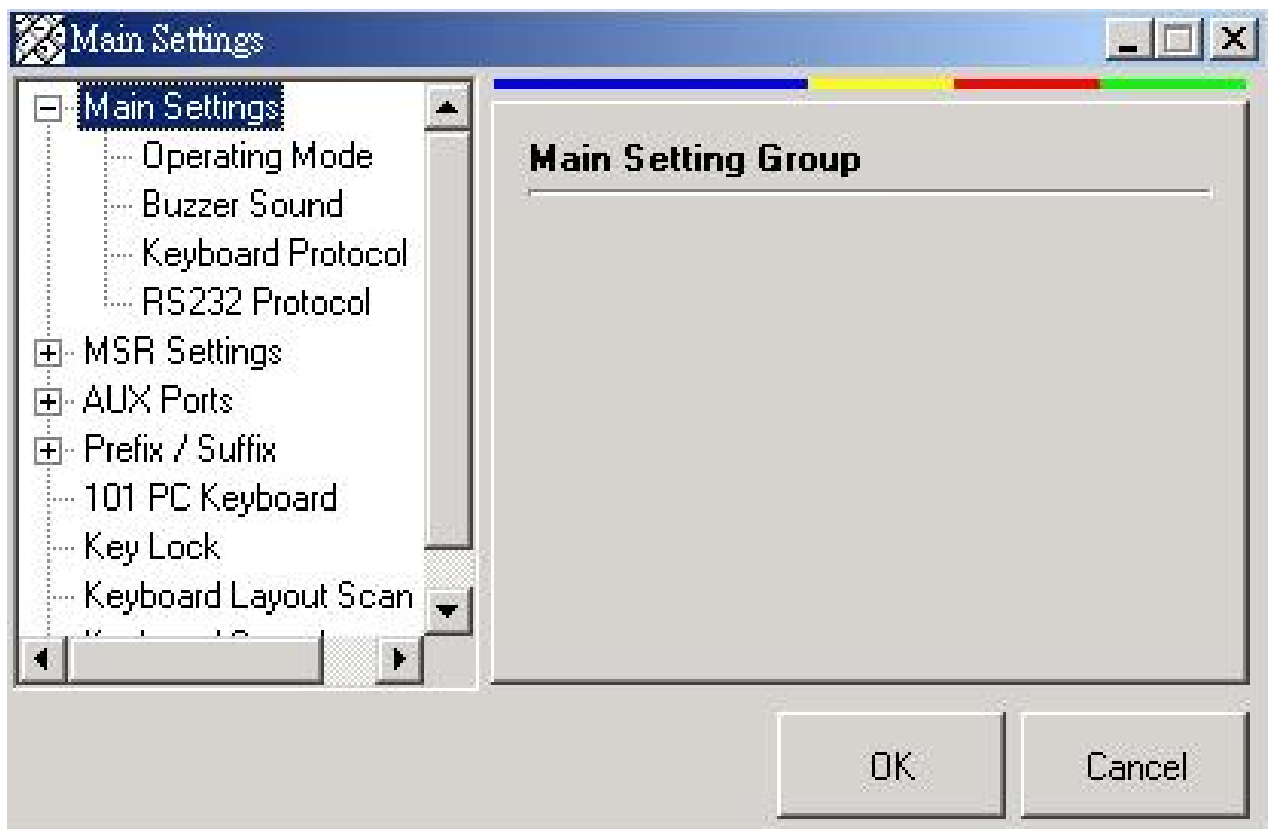 Main Settings
Main Settings
Operating Mode
Buzzer Sound
Keyboard Protocol
RS232 Protocol
MSR Settings
AUX Ports
Prefix / Suffix
101 PC Keyboard
Key Lock
Keyboard Layout Scan
Main Setting Group
OK
Cancel